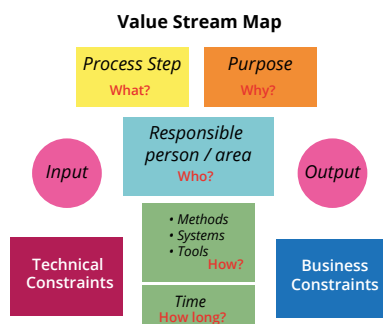 Value Stream Map
Process Step
What?
Purpose
Why?
Responsible
person / area
Who?
Input
Output
• Methods
• Systems
• Tools
How?
Technical
Constraints
Business
Constraints
Time
How long?